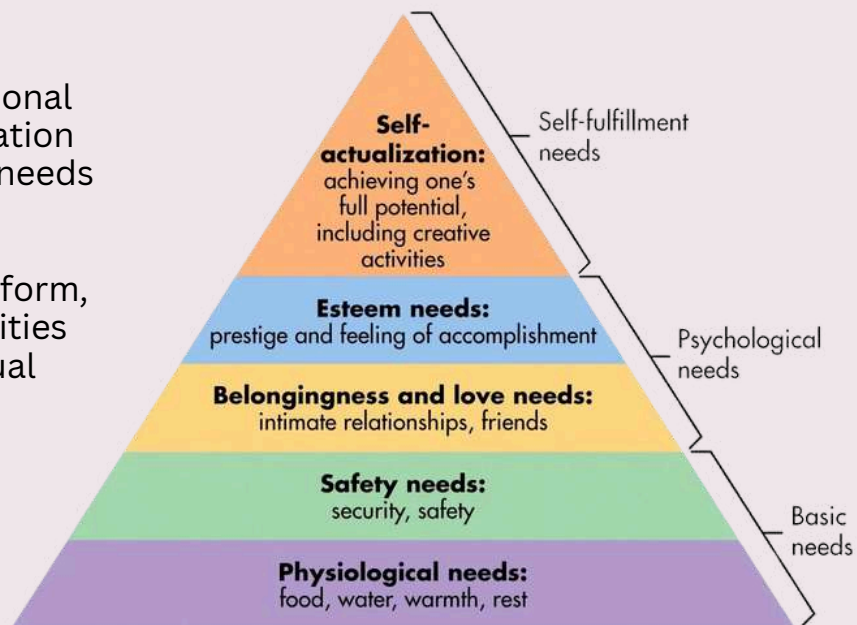 onal
ation
needs
form,
ities
ual
Self-
actualization:
achieving one's
full potential,
including creative
activities
Esteem needs:
prestige and feeling of accomplishment
Belongingness and love needs:
intimate relationships, friends
Safety needs:
security, safety
Physiological needs:
food, water, warmth, rest
Self-fulfillment
needs
Psychological
needs
Basic
needs